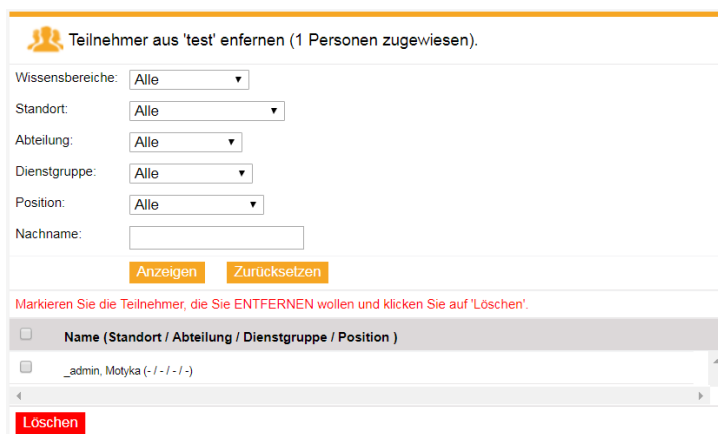 Teilnehmer aus 'test' enfernen (1 Personen zugewiesen).
Wissensbereiche: Alle
Standort: Alle
Abteilung: Alle
Dienstgruppe: Alle
Position: Alle
Nachname:
Anzeigen Zurücksetzen
Markieren Sie die Teilnehmer, die Sie ENTFERNEN wollen und klicken Sie auf 'Löschen'.
Name (Standort / Abteilung / Dienstgruppe / Position )
_admin, Motyka (- / - / - / -)
Löschen